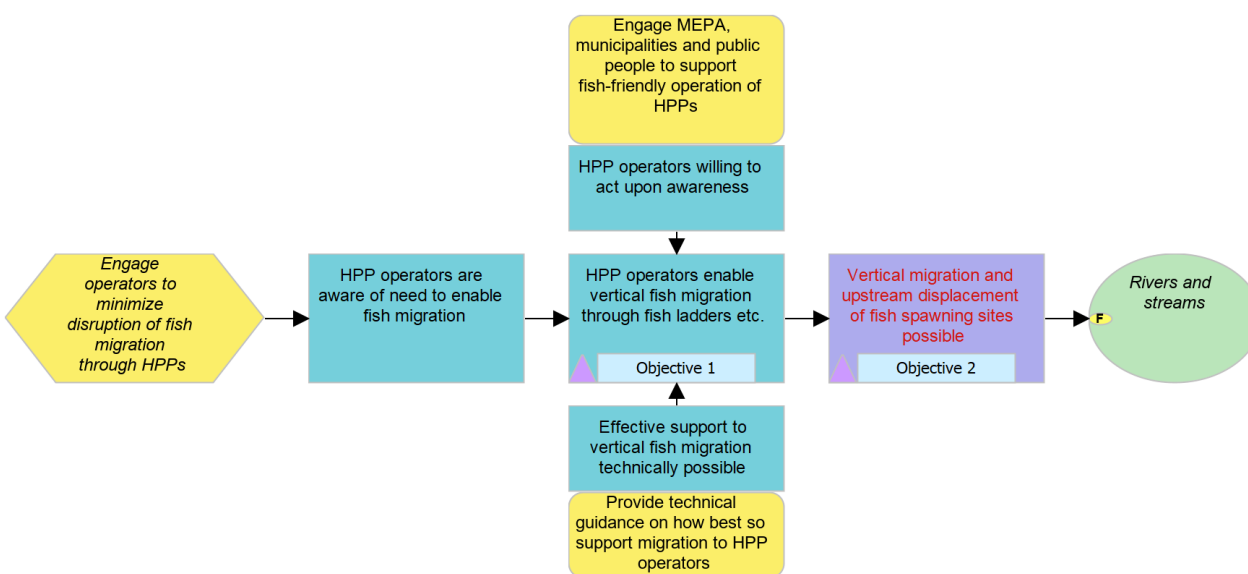 Engage MEPA,
municipalities and public
people to support
fish-friendly operation of
HPPs
HPP operators willing to
act upon awareness
Engage
operators to
minimize
disruption of fish
migration
through HPPs
HPP operators are
aware of need to enable
fish migration
HPP operators enable
vertical fish migration
through fish ladders etc.
Objective 1
Vertical migration and
upstream displacement
of fish spawning sites
possible
Objective 2
Rivers and
streams
F
Effective support to
vertical fish migration
technically possible
Provide technical
guidance on how best so
support migration to HPP
operators